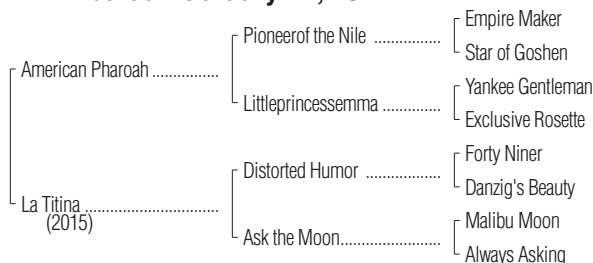 Pioneerof the Nile ................
Empire Maker
Star of Goshen
American Pharoah ................
Littleprincessemma ..............
Yankee Gentleman
Exclusive Rosette
Distorted Humor ..................
Forty Niner
Danzig's Beauty
La Titina ................................
(2015)
Ask the Moon........................
Malibu Moon
Always Asking